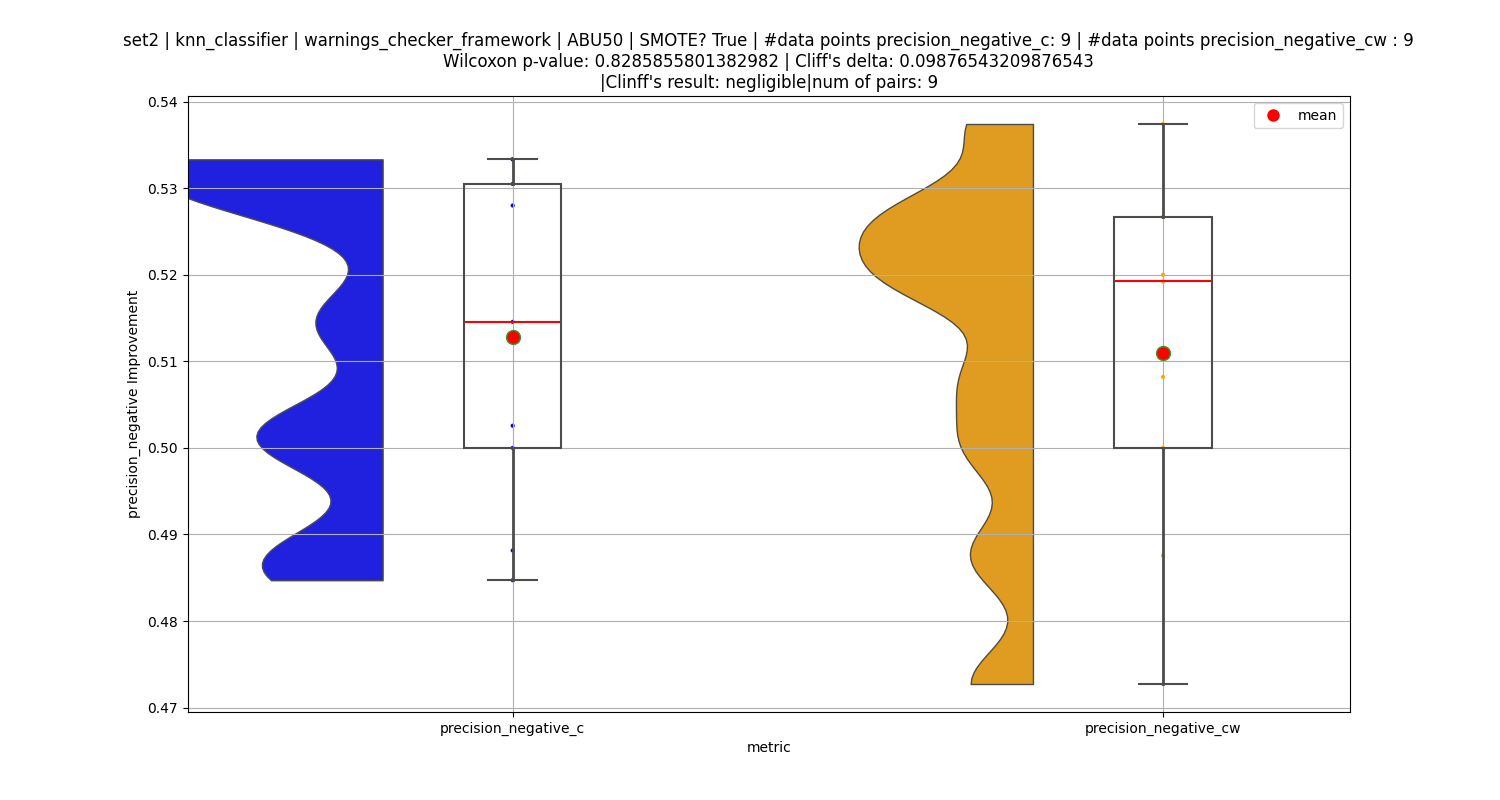 set2 | knn_classifier | warnings_checker_framework | ABU50 | SMOTE? True | #data points precision_negative_c: 9 | #data points precision_negative_cw : 9
Wilcoxon p-value: 0.8285855801382982 | Cliff's delta: 0.09876543209876543
|Clinff's result: negligible|num of pairs: 9
mean
0.54
0.53
0.52
0.51
0.50
0.49
0.48
0.47
precision_negative Improvement
precision_negative_c
precision_negative_cw
metric